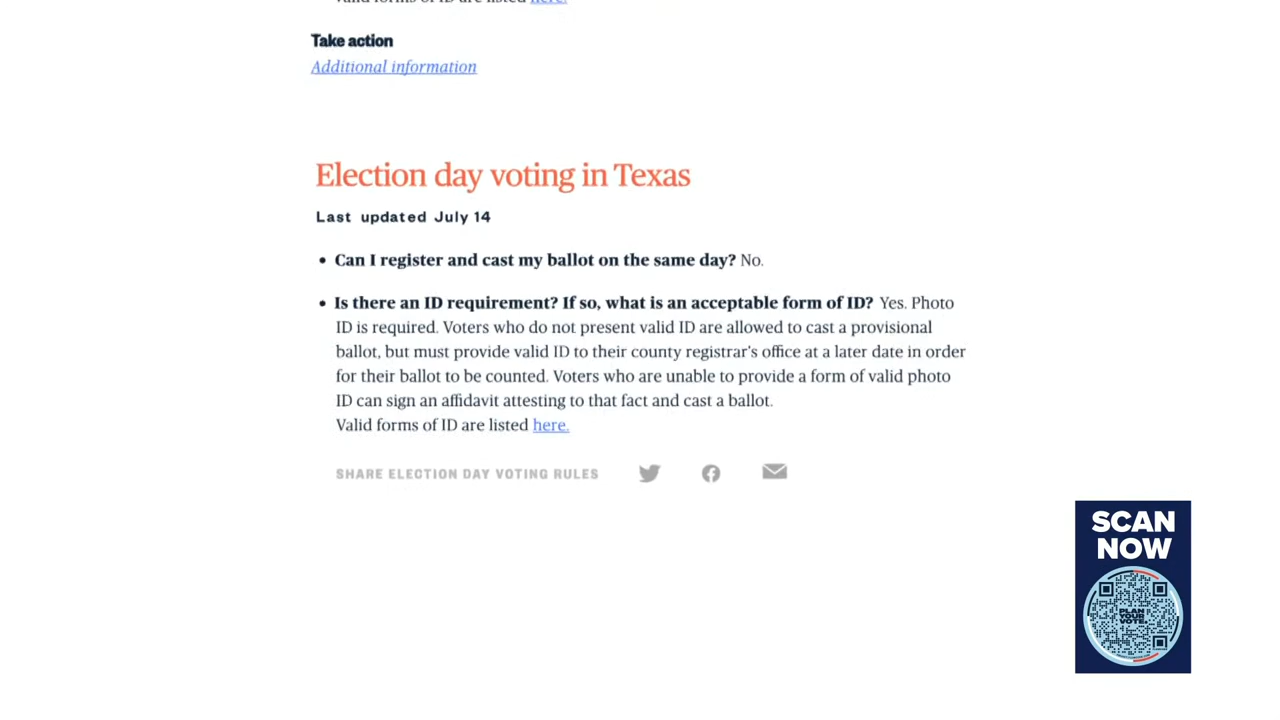 Valid forms of ID are listed here.
Take action
Additional information
Election day voting in Texas
Last updated July 14
• Can I register and cast my ballot on the same day? No.
• Is there an ID requirement? If so, what is an acceptable form of ID? Yes. Photo
ID is required. Voters who do not present valid ID are allowed to cast a provisional
ballot, but must provide valid ID to their county registrar's office at a later date in order
for their ballot to be counted. Voters who are unable to provide a form of valid photo
ID can sign an affidavit attesting to that fact and cast a ballot.
Valid forms of ID are listed here.
SHARE ELECTION DAY VOTING RULES
SCAN
NOW
PLAN
YOUR
VOTE.